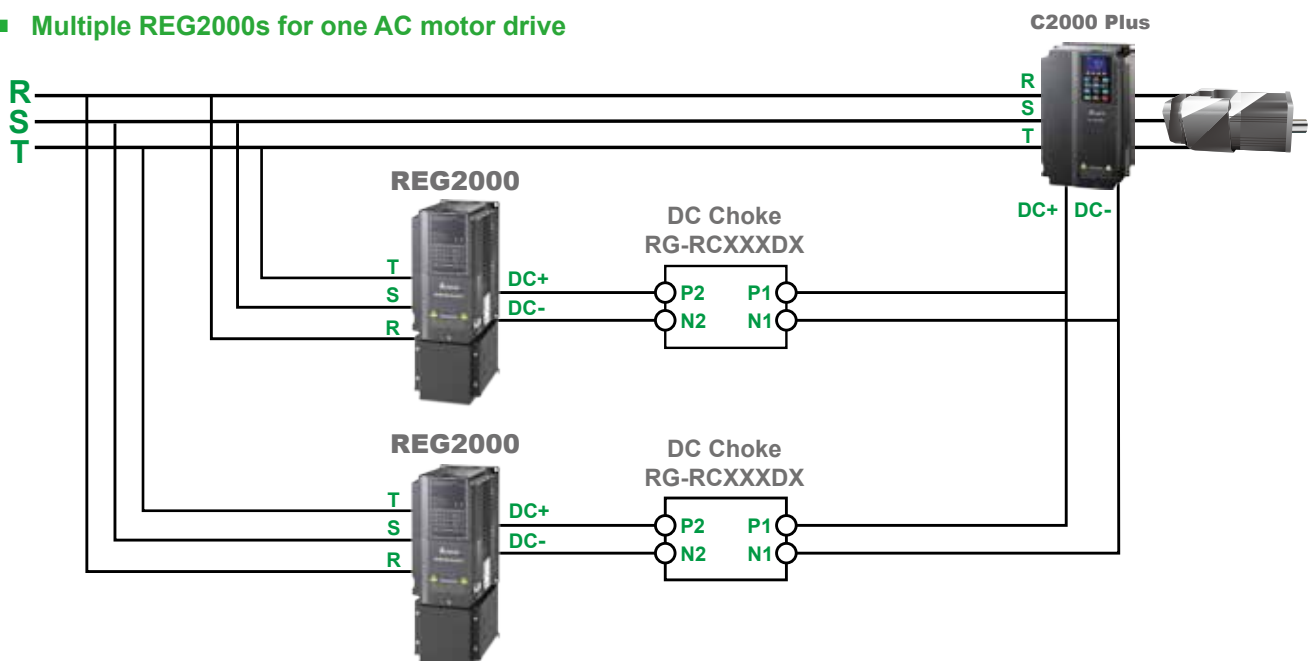 Multiple REG2000s for one AC motor drive
C2000 Plus
R
S
T
R
S
T
DC+ DC-
REG2000
T
S
R
DC+
DC-
DC Choke
RG-RCXXXDX
P2 P1
N2 N1
REG2000
T
S
R
DC+
DC-
DC Choke
RG-RCXXXDX
P2 P1
N2 N1